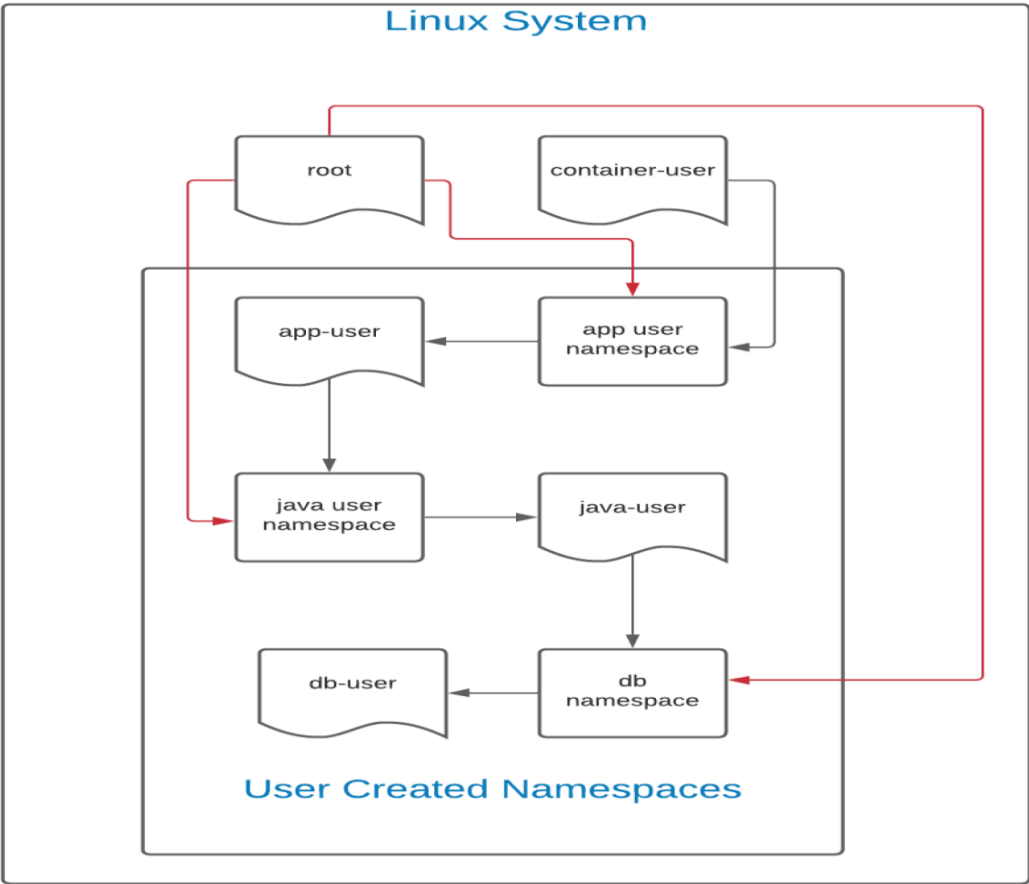 Linux System
root
container-user
app-user
app user
namespace
java user
namespace
java-user
db-user
db
namespace
User Created Namespaces